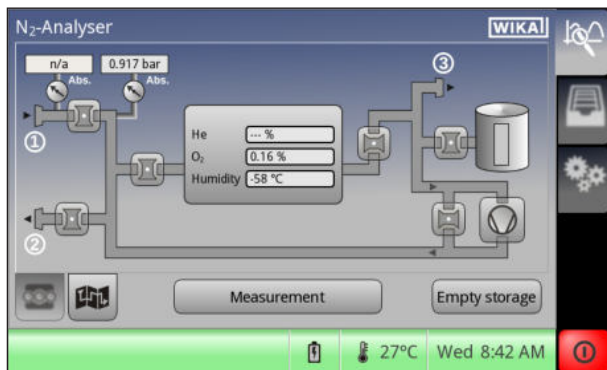 N₂-Analyser
WIKA
n/a
0.917 bar
Abs.
Abs.
3
1
He
--- %
O₂
0.16 %
Humidity
-58 °C
2
Measurement
Empty storage
27°C
Wed 8:42 AM